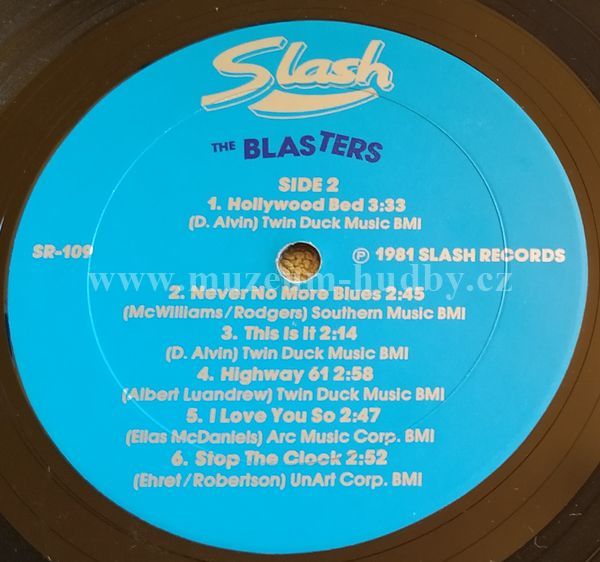 Slash
THE BLASTERS
SIDE 2
1. Hollywood Bed 3:33
(D. Alvin) Twin Duck Music BMI
SR-109
℗ 1981 SLASH RECORDS
www.muzeum-hudby.cz
2. Never No More Blues 2:45
(McWilliams/Rodgers) Southern Music BMI
3. This Is It 2:14
(D. Alvin) Twin Duck Music BMI
4. Highway 61 2:58
(Albert Luandrew) Twin Duck Music BMI
5. I Love You So 2:47
(Elias McDaniels) Arc Music Corp. BMI
6. Stop The Clock 2:52
(Ehret/Robertson) UnArt Corp. BMI